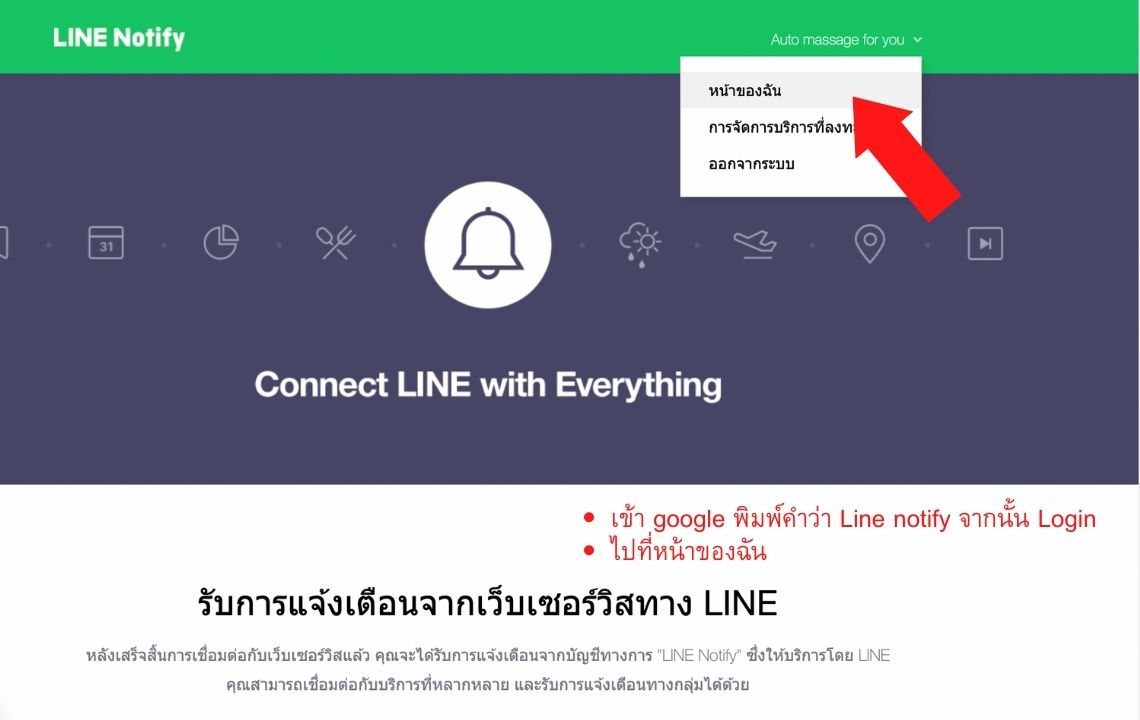 LINE Notify
Auto massage for you
หน้าของฉัน
การจัดการบริการที่
ออกจากระบบ
31
Connect LINE with Everything
• เข้า google พิมพ์คำว่า Line notify จากนั้น Login
• ไปที่หน้าของฉัน
รับการแจ้งเตือนจากเว็บเซอร์วิสทาง LINE
หลังเสร็จสิ้นการเชื่อมต่อกับเว็บเซอร์วิสแล้ว คุณจะได้รับการแจ้งเตือนจากบัญชีทางการ "LINE Notify" ซึ่งให้บริการโดย LINE
คุณสามารถเชื่อมต่อกับบริการที่หลากหลาย และรับการแจ้งเตือนทางกลุ่มได้ด้วย